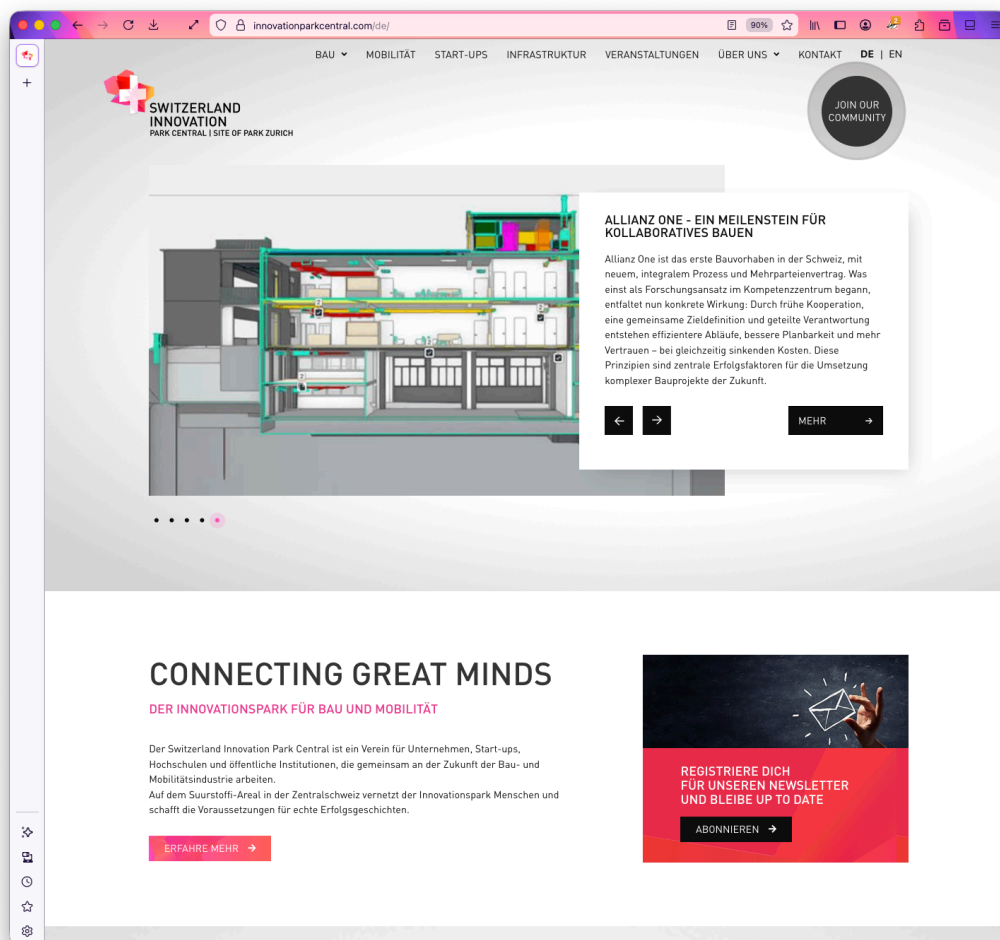 innovationparkcentral.com/de/
90%
BAU
MOBILITÄT
START-UPS
INFRASTRUKTUR
VERANSTALTUNGEN
ÜBER UNS
KONTAKT
DE | EN
SWITZERLAND
INNOVATION
PARK CENTRAL | SITE OF PARK ZURICH
JOIN OUR
COMMUNITY
ALLIANZ ONE - EIN MEILENSTEIN FÜR
KOLLABORATIVES BAUEN
Allianz One ist das erste Bauvorhaben in der Schweiz, mit
neuem, integralem Prozess und Mehrparteienvertrag. Was
einst als Forschungsansatz im Kompetenzzentrum begann,
entfaltet nun konkrete Wirkung: Durch frühe Kooperation,
eine gemeinsame Zieldefinition und geteilte Verantwortung
entstehen effizientere Abläufe, bessere Planbarkeit und mehr
Vertrauen – bei gleichzeitig sinkenden Kosten. Diese
Prinzipien sind zentrale Erfolgsfaktoren für die Umsetzung
komplexer Bauprojekte der Zukunft.
MEHR
CONNECTING GREAT MINDS
DER INNOVATIONSPARK FÜR BAU UND MOBILITÄT
Der Switzerland Innovation Park Central ist ein Verein für Unternehmen, Start-ups,
Hochschulen und öffentliche Institutionen, die gemeinsam an der Zukunft der Bau- und
Mobilitätsindustrie arbeiten.
Auf dem Suurstoffi-Areal in der Zentralschweiz vernetzt der Innovationspark Menschen und
schafft die Voraussetzungen für echte Erfolgsgeschichten.
ERFAHRE MEHR
REGISTRIERE DICH
FÜR UNSEREN NEWSLETTER
UND BLEIBE UP TO DATE
ABONNIEREN